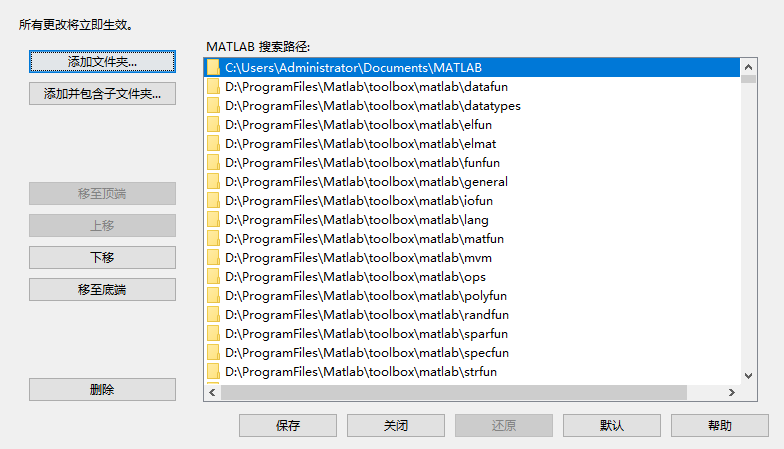 所有更改将立即生效。
MATLAB 搜索路径:
添加文件夹...
添加并包含子文件夹...
移至顶端
上移
下移
移至底端
删除
C:\Users\Administrator\Documents\MATLAB
D:\ProgramFiles\Matlab\toolbox\matlab\datafun
D:\ProgramFiles\Matlab\toolbox\matlab\datatypes
D:\ProgramFiles\Matlab\toolbox\matlab\elfun
D:\ProgramFiles\Matlab\toolbox\matlab\elmat
D:\ProgramFiles\Matlab\toolbox\matlab\funfun
D:\ProgramFiles\Matlab\toolbox\matlab\general
D:\ProgramFiles\Matlab\toolbox\matlab\iofun
D:\ProgramFiles\Matlab\toolbox\matlab\lang
D:\ProgramFiles\Matlab\toolbox\matlab\matfun
D:\ProgramFiles\Matlab\toolbox\matlab\mvm
D:\ProgramFiles\Matlab\toolbox\matlab\ops
D:\ProgramFiles\Matlab\toolbox\matlab\polyfun
D:\ProgramFiles\Matlab\toolbox\matlab\randfun
D:\ProgramFiles\Matlab\toolbox\matlab\sparfun
D:\ProgramFiles\Matlab\toolbox\matlab\specfun
D:\ProgramFiles\Matlab\toolbox\matlab\strfun
保存
关闭
还原
默认
帮助